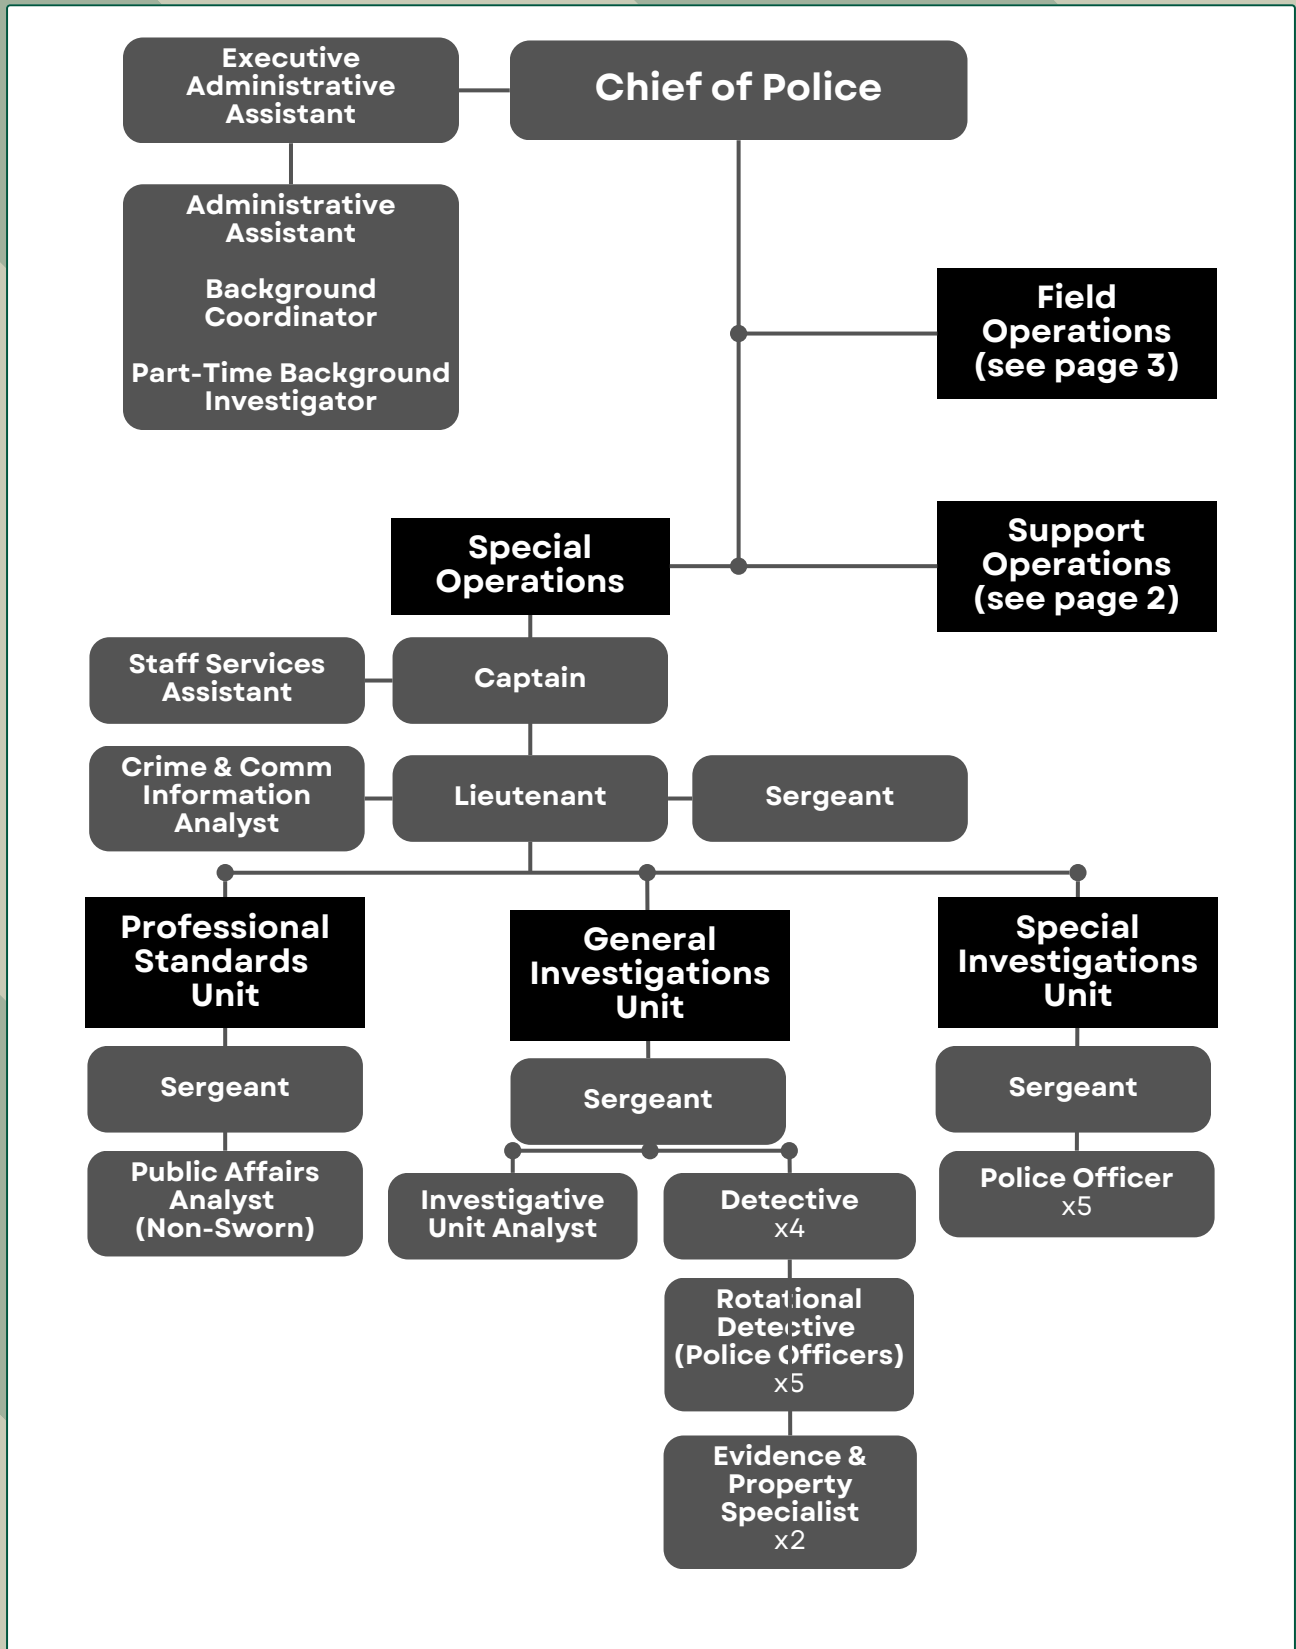 Executive
Administrative
Assistant
Chief of Police
Administrative
Assistant
Background
Coordinator
Part-Time Background
Investigator
Field
Operations
(see page 3)
Support
Operations
(see page 2)
Special
Operations
Staff Services
Assistant
Captain
Crime & Comm
Information
Analyst
Lieutenant
Sergeant
Professional
Standards
Unit
General
Investigations
Unit
Special
Investigations
Unit
Sergeant
Sergeant
Sergeant
Public Affairs
Analyst
(Non-Sworn)
Investigative
Unit Analyst
Detective
x4
Police Officer
x5
Rotational
Detective
(Police Officers)
x5
Evidence &
Property
Specialist
x2